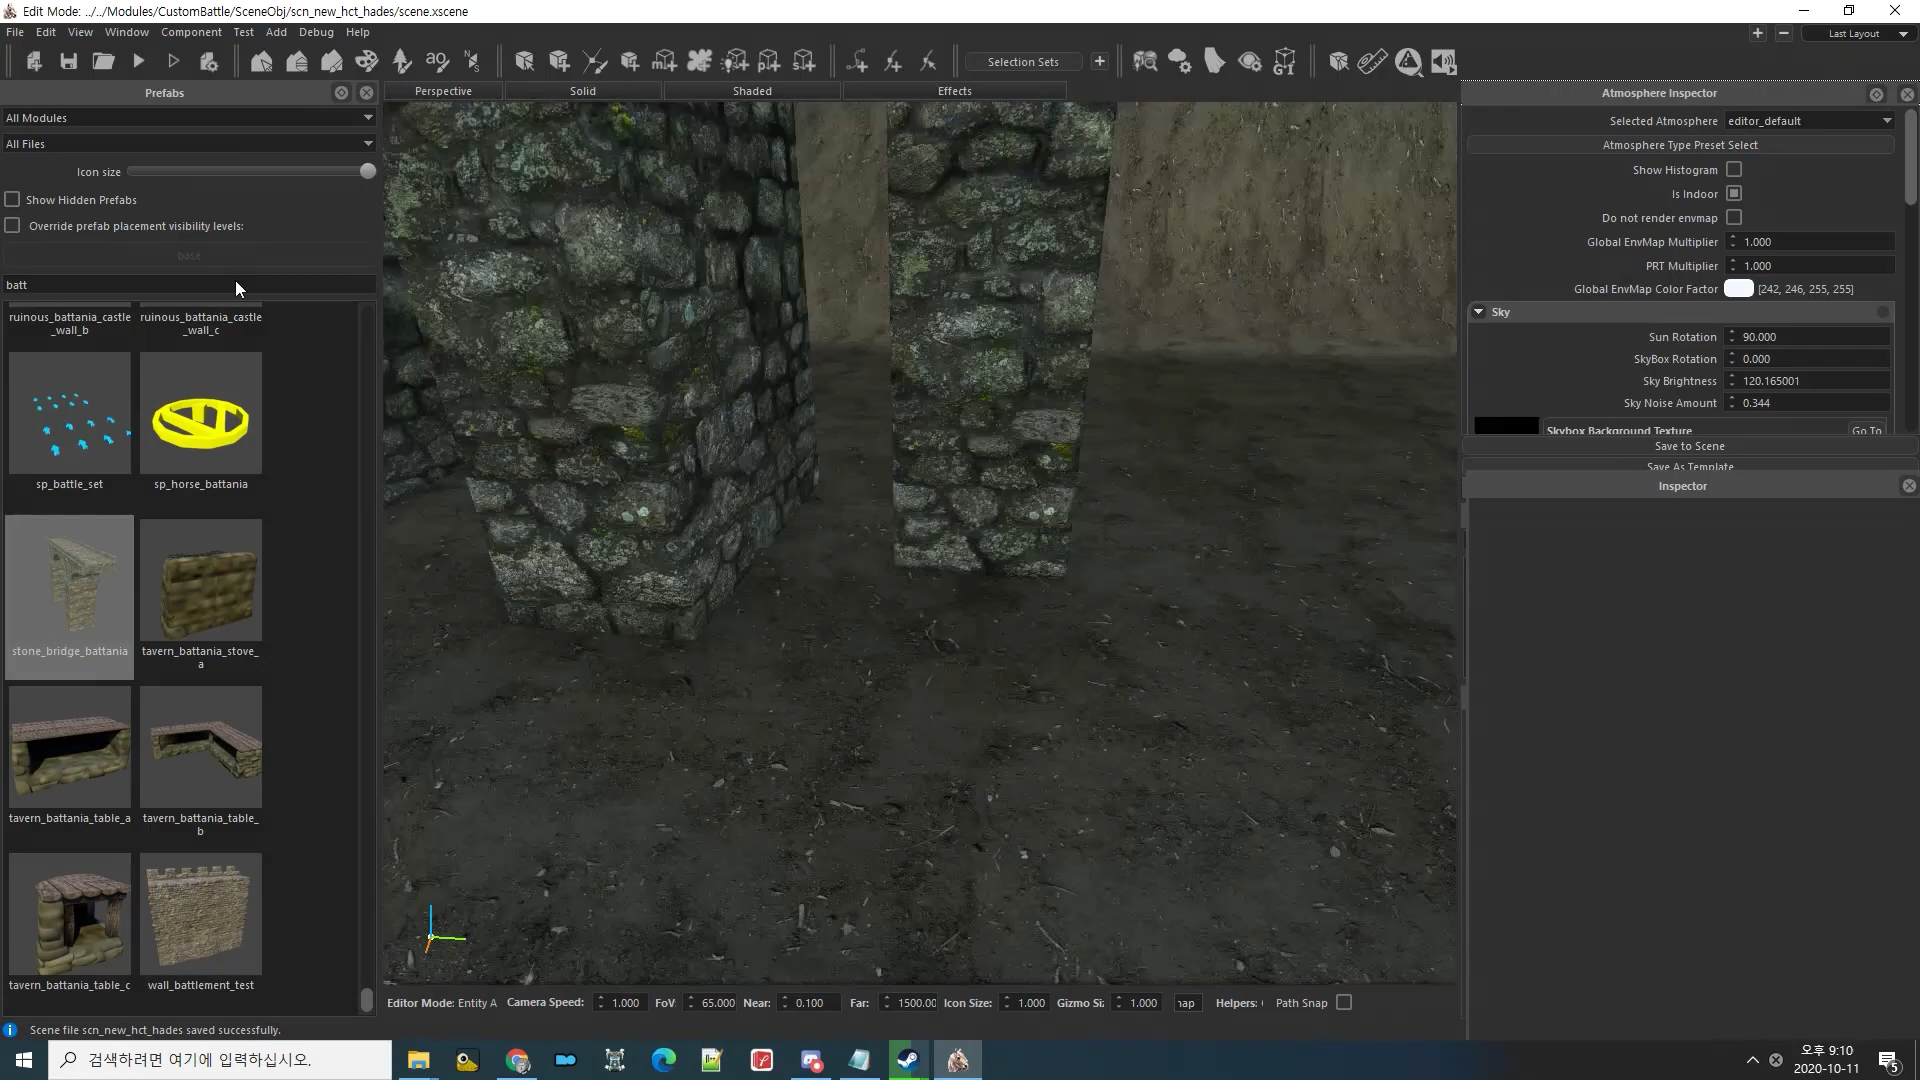 Edit Mode: ../../Modules/CustomBattle/SceneObj/scn_new_hct_hades/scene.xscene
File Edit View Window Component Test Add Debug Help
Last Layout
Selection Sets
Prefabs
Perspective Solid Shaded Effects
Atmosphere Inspector
All Modules
Selected Atmosphere editor_default
All Files
Atmosphere Type Preset Select
Icon size
Show Histogram
Show Hidden Prefabs
Is Indoor
Override prefab placement visibility levels:
Do not render envmap
Global EnvMap Multiplier 1.000
base
PRT Multiplier 1.000
batt
Global EnvMap Color Factor [242, 246, 255, 255]
ruinous_battania_castle_wall_b
ruinous_battania_castle_wall_c
Sky
Sun Rotation 90.000
SkyBox Rotation 0.000
Sky Brightness 120.165001
Sky Noise Amount 0.344
Skybox Background Texture Go To
Save to Scene
Save As Template
Inspector
sp_battle_set sp_horse_battania
stone_bridge_battania tavern_battania_stove_a
tavern_battania_table_a tavern_battania_table_b
tavern_battania_table_c wall_battlement_test
Editor Mode: Entity A Camera Speed: 1.000 FoV: 65.000 Near: 0.100 Far: 1500.00 Icon Size: 1.000 Gizmo Si: 1.000 nap Helpers: Path Snap
Scene file scn_new_hct_hades saved successfully.
검색하려면 여기에 입력하십시오.
오후 9:10
2020-10-11
5